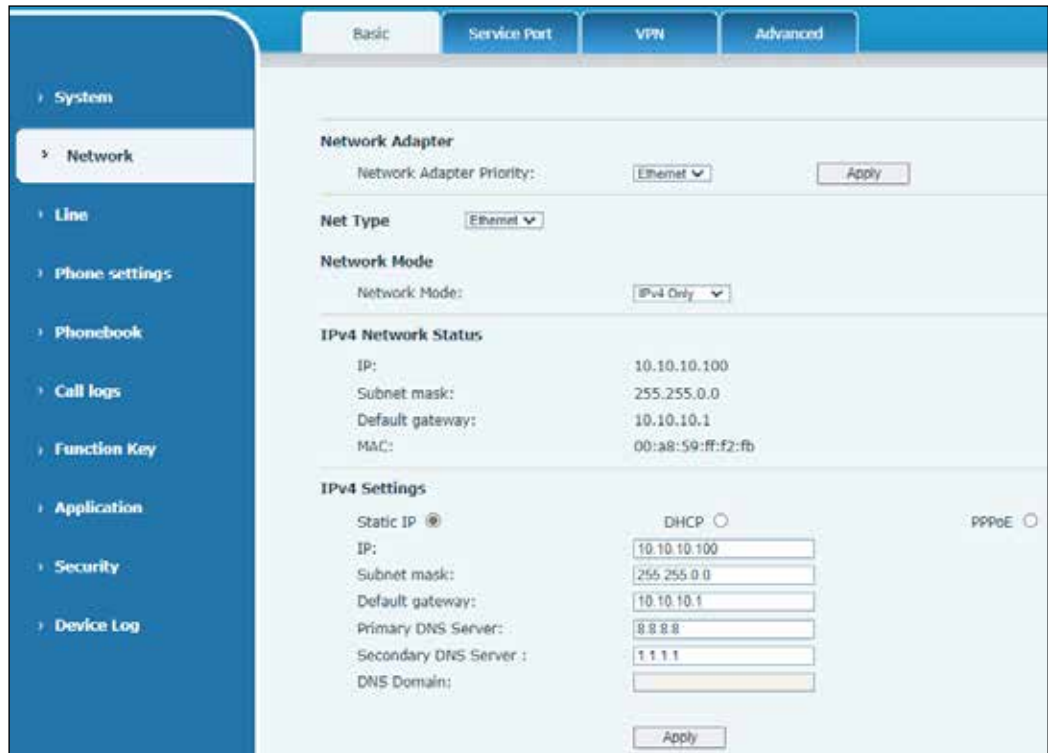 Basic Service Port VPN Advanced
System
Network
Line
Phone settings
Phonebook
Call logs
Function Key
Application
Security
Device Log
Network Adapter
Network Adapter Priority: Ethernet Apply
Net Type Ethernet
Network Mode
Network Mode: IPv4 Only
IPv4 Network Status
IP: 10.10.10.100
Subnet mask: 255.255.0.0
Default gateway: 10.10.10.1
MAC: 00:a8:59:ff:f2:fb
IPv4 Settings
Static IP DHCP PPPoE
IP: 10.10.10.100
Subnet mask: 255.255.0.0
Default gateway: 10.10.10.1
Primary DNS Server: 8.8.8.8
Secondary DNS Server : 1.1.1.1
DNS Domain:
Apply